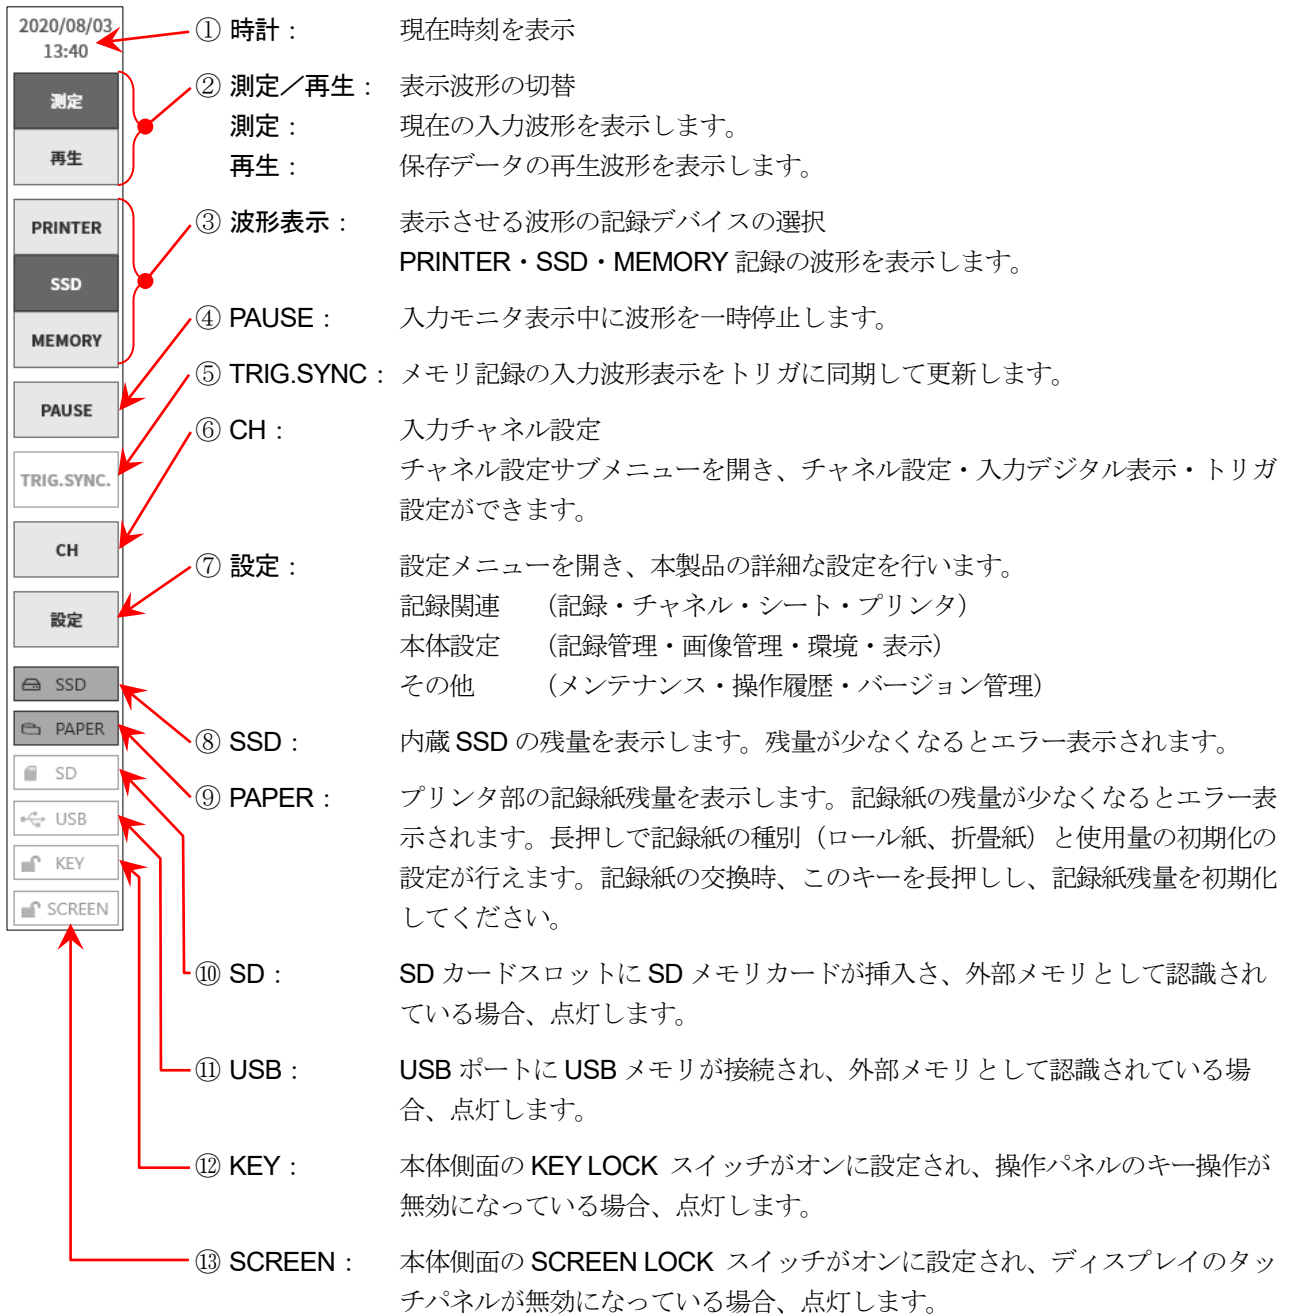 2020/08/03
13:40
測定
再生
PRINTER
SSD
MEMORY
PAUSE
TRIG.SYNC.
CH
設定
SSD
PAPER
SD
USB
KEY
SCREEN
① 時計： 現在時刻を表示
② 測定／再生： 表示波形の切替
測定： 現在の入力波形を表示します。
再生： 保存データの再生波形を表示します。
③ 波形表示： 表示させる波形の記録デバイスの選択
PRINTER・SSD・MEMORY 記録の波形を表示します。
④ PAUSE： 入力モニタ表示中に波形を一時停止します。
⑤ TRIG.SYNC： メモリ記録の入力波形表示をトリガに同期して更新します。
⑥ CH： 入力チャネル設定
チャネル設定サブメニューを開き、チャネル設定・入力デジタル表示・トリガ
設定ができます。
⑦ 設定： 設定メニューを開き、本製品の詳細な設定を行います。
記録関連 （記録・チャネル・シート・プリンタ）
本体設定 （記録管理・画像管理・環境・表示）
その他 （メンテナンス・操作履歴・バージョン管理）
⑧ SSD： 内蔵 SSD の残量を表示します。残量が少なくなるとエラー表示されます。
⑨ PAPER： プリンタ部の記録紙残量を表示します。記録紙の残量が少なくなるとエラー表
示されます。長押しで記録紙の種別（ロール紙、折畳紙）と使用量の初期化の
設定が行えます。記録紙の交換時、このキーを長押しし、記録紙残量を初期化
してください。
⑩ SD： SD カードスロットに SD メモリカードが挿入さ、外部メモリとして認識され
ている場合、点灯します。
⑪ USB： USB ポートに USB メモリが接続され、外部メモリとして認識されている場
合、点灯します。
⑫ KEY： 本体側面の KEY LOCK スイッチがオンに設定され、操作パネルのキー操作が
無効になっている場合、点灯します。
⑬ SCREEN： 本体側面の SCREEN LOCK スイッチがオンに設定され、ディスプレイのタッ
チパネルが無効になっている場合、点灯します。